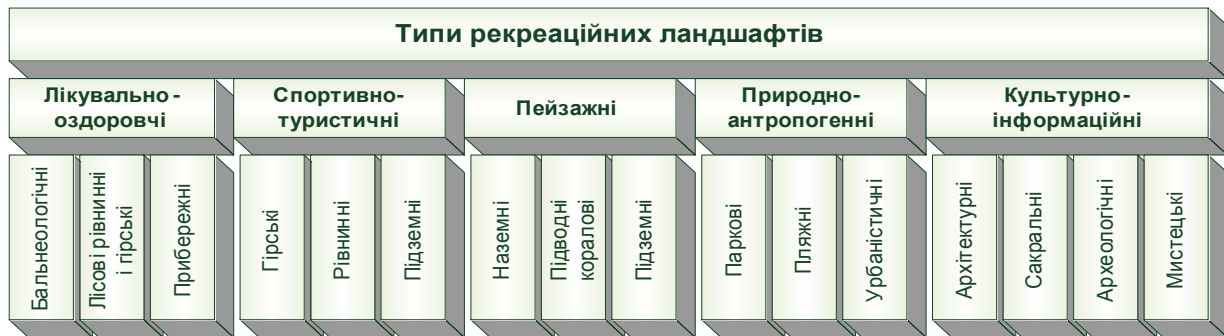 Типи рекреаційних ландшафтів
Лікувально-
оздоровчі
Спортивно-
туристичні
Пейзажні
Природно-
антропогенні
Культурно-
інформаційні
Бальнеологічні
Лісові рівнинні
і гірські
Прибережні
Гірські
Рівнинні
Підземні
Наземні
Підводні
коралові
Підземні
Паркові
Пляжні
Урбаністичні
Архітектурні
Сакральні
Археологічні
Мистецькі